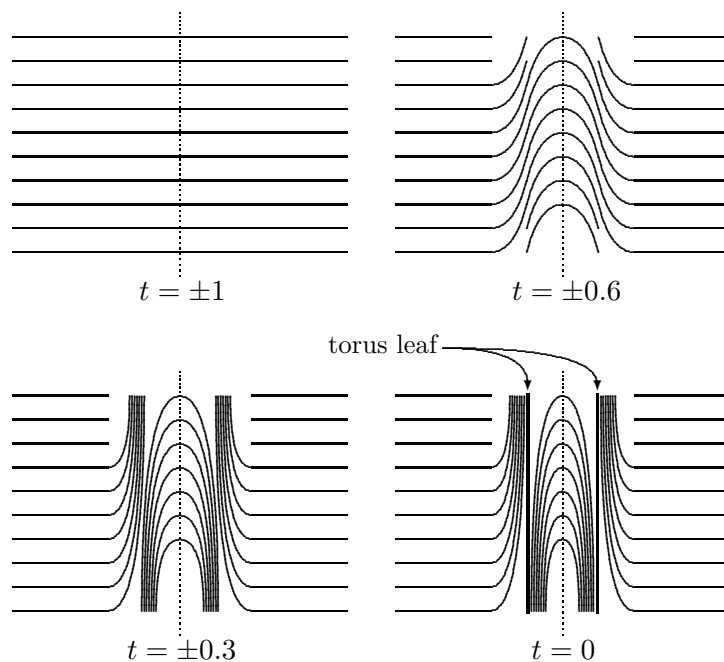 t = ±1
t = ±0.6
torus leaf
t = ±0.3
t = 0